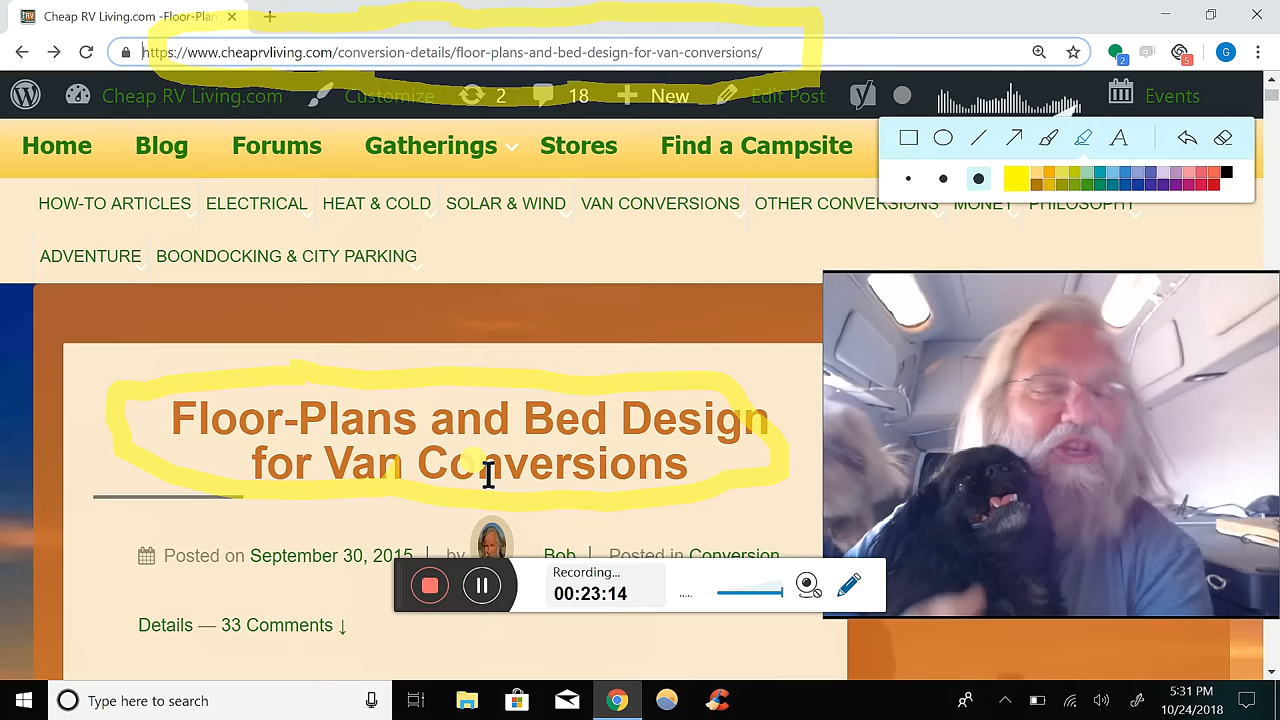 Cheap RV Living.com -Floor-Plan
https://www.cheaprvliving.com/conversion-details/floor-plans-and-bed-design-for-van-conversions/
2
5
G
Cheap RV Living.com Customize 2 18 New Edit Post Events
Home Blog Forums Gatherings Stores Find a Campsite
A
HOW-TO ARTICLES ELECTRICAL HEAT & COLD SOLAR & WIND VAN CONVERSIONS OTHER CONVERSIONS MONEY PHILOSOPHY
ADVENTURE BOONDOCKING & CITY PARKING
Floor-Plans and Bed Design
for Van Conversions
Posted on September 30, 2015 | by Bob | Posted in Conversion
Details — 33 Comments ↓
Recording...
00:23:14
Type here to search
5:31 PM
10/24/2018